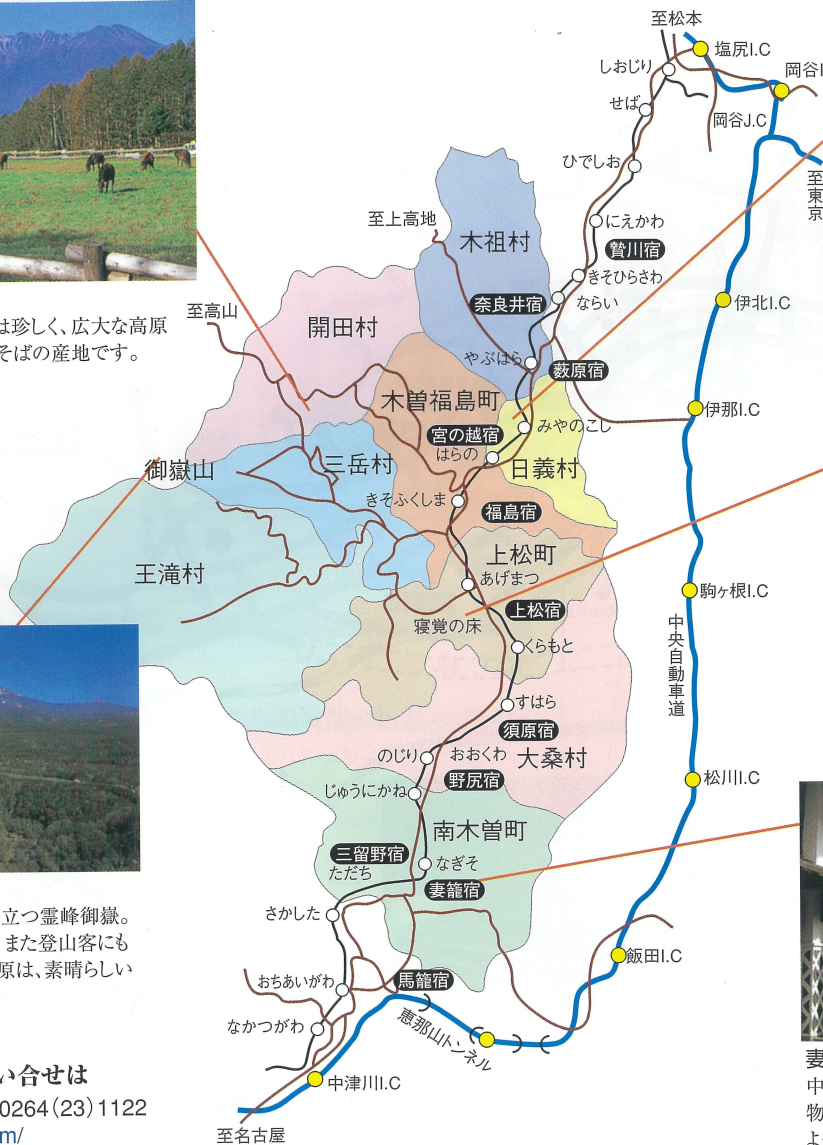 至松本
塩尻I.C
しおじり
岡谷I
せば
岡谷J.C
ひでしお
至東京
にえかわ
至上高地
木祖村
贄川宿
きそひらさわ
奈良井宿
ならい
伊北I.C
至高山
開田村
は珍しく、広大な高原
そばの産地です。
やぶはら
藪原宿
木曽福島町
伊那I.C
宮の越宿
みやのこし
はらの
日義村
御嶽山
三岳村
きそふくしま
福島宿
上松町
王滝村
あげまつ
駒ヶ根I.C
上松宿
寝覚の床
中央自動車道
くらもと
すはら
須原宿
のじり
おおくわ
大桑村
野尻宿
じゅうにかね
松川I.C
南木曽町
三留野宿
なぎそ
ただち
妻籠宿
さかした
立つ霊峰御嶽。
また登山客にも
原は、素晴らしい
飯田I.C
おちあいがわ
馬籠宿
なかつがわ
恵那山トンネル
い合せは
0264(23)1122
m/
中津川I.C
至名古屋
妻
中
物
よ